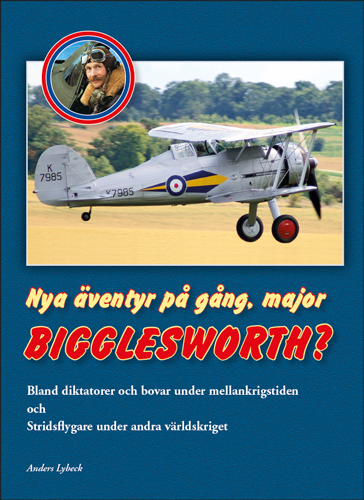 K
7985
K7985
Nya äventyr på gång, major
BIGGLESWORTH?
Bland diktatorer och bovar under mellankrigstiden
och
Stridsflygare under andra världskriget
Anders Lybeck